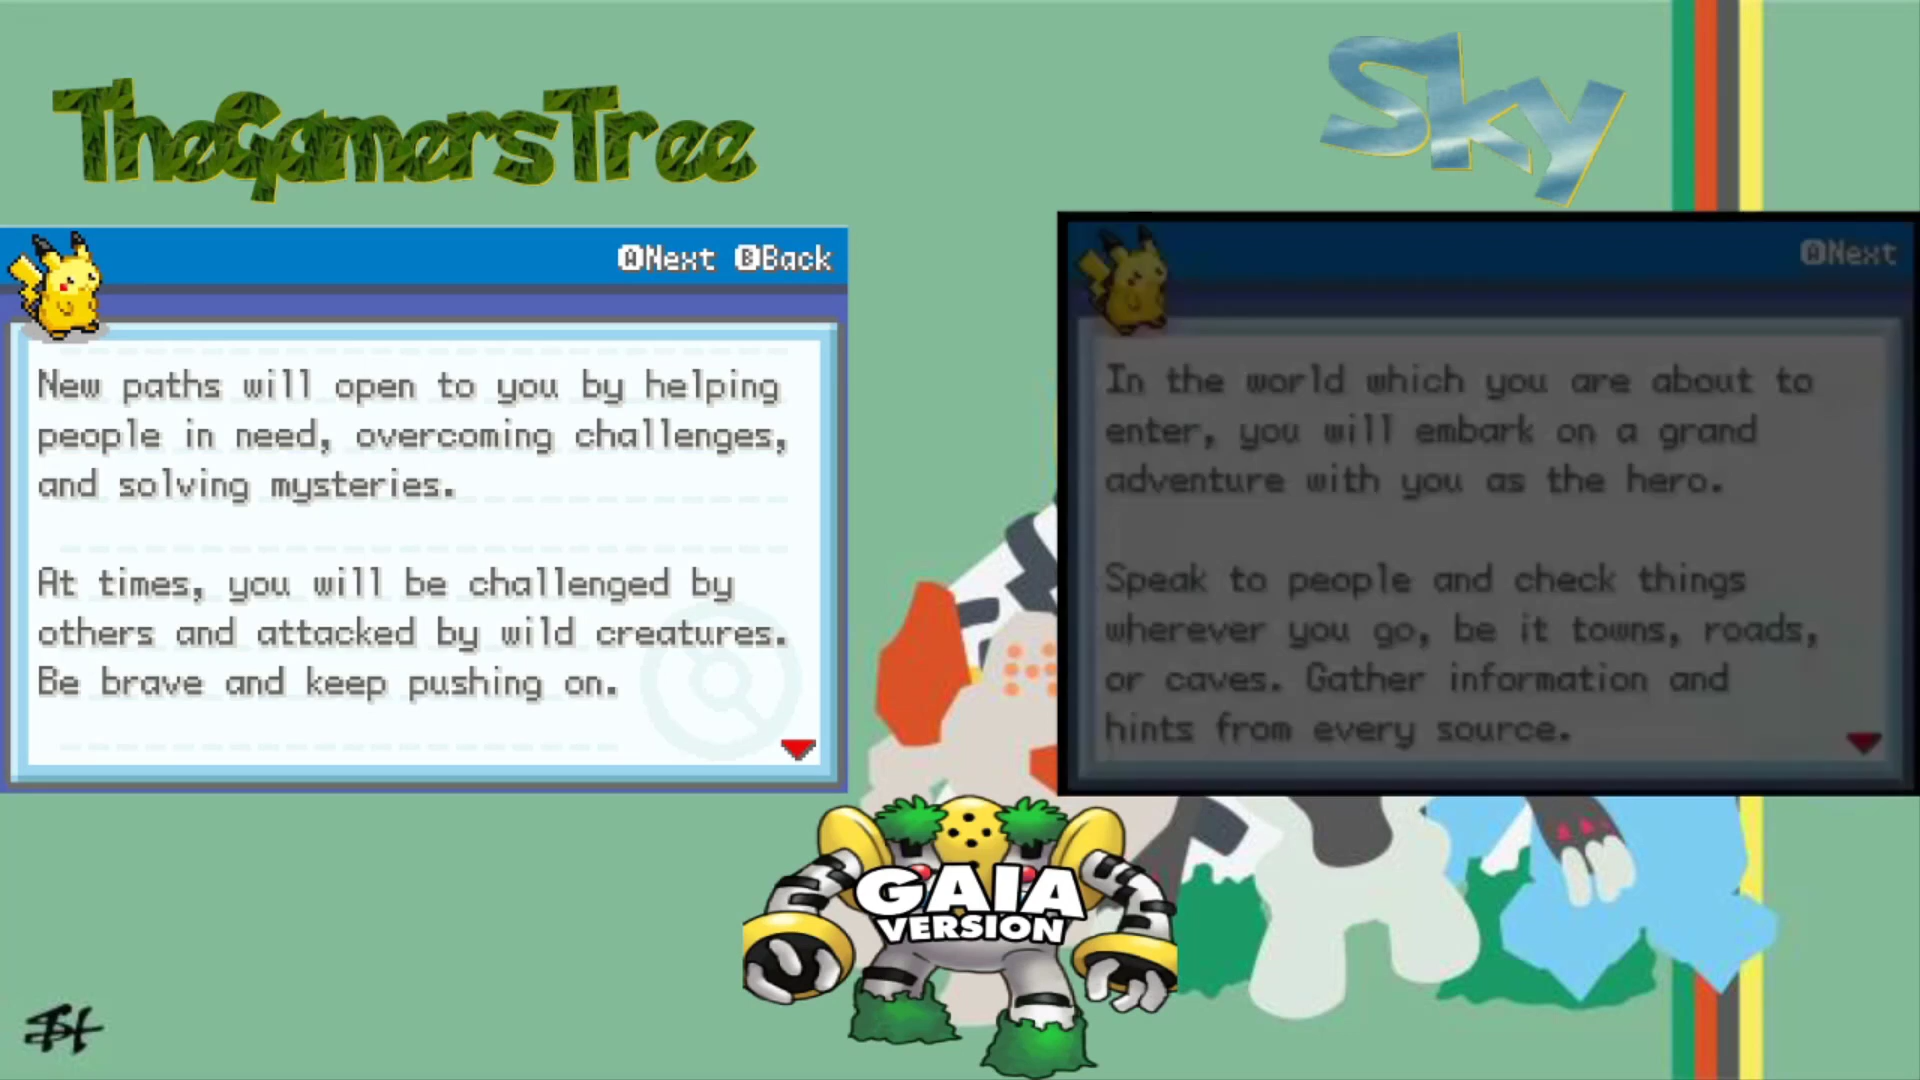 TheGamersTree
Sky
ⒶNext ⒷBack
New paths will open to you by helping
people in need, overcoming challenges,
and solving mysteries.
At times, you will be challenged by
others and attacked by wild creatures.
Be brave and keep pushing on.
ⒶNext
In the world which you are about to
enter, you will embark on a grand
adventure with you as the hero.
Speak to people and check things
wherever you go, be it towns, roads,
or caves. Gather information and
hints from every source.
GAIA
VERSION